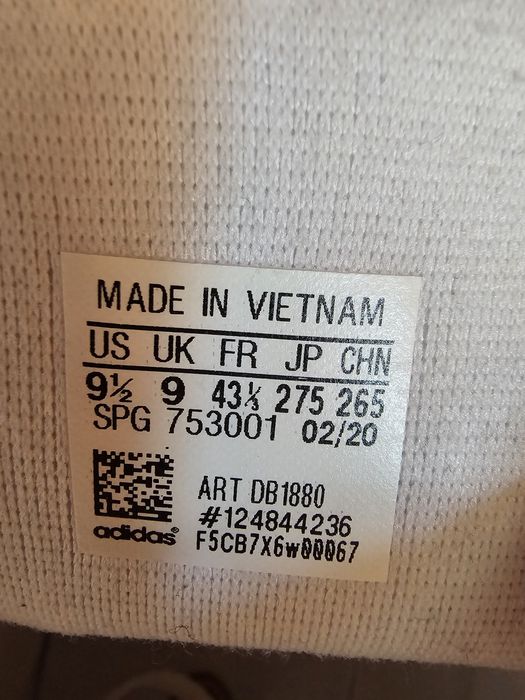 MADE IN VIETNAM
US UK FR JP CHN
9½ 9 43⅓ 275 265
SPG 753001 02/20
ART DB1880
#124844236
adidas® F5CB7X6w00067